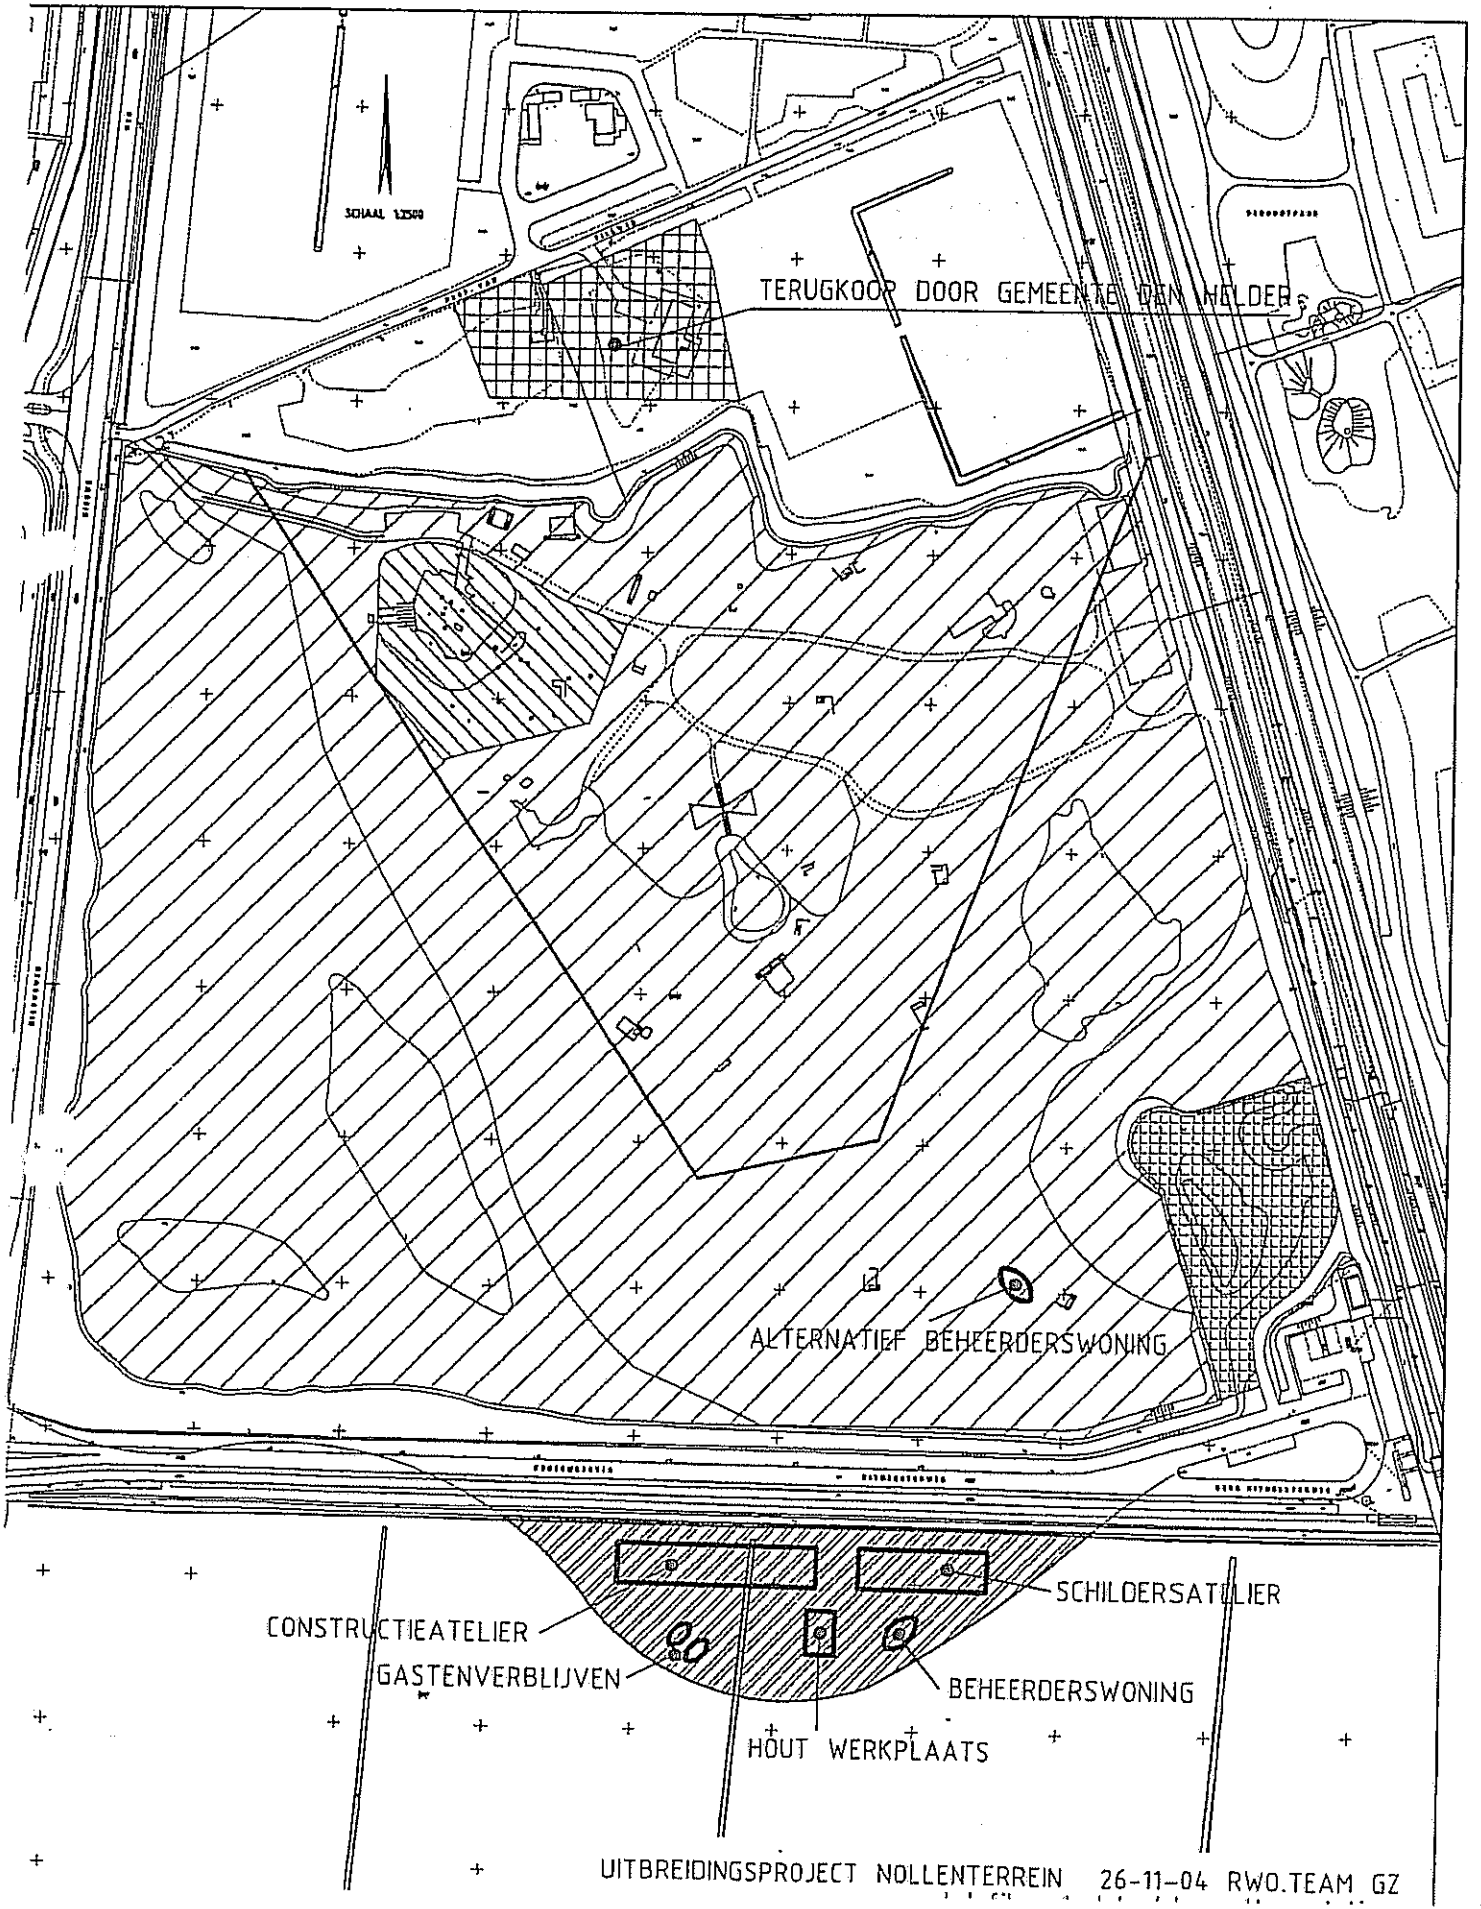 SCHAAL 1:2500
TERUGKOOP DOOR GEMEENTE DEN HELDER
ALTERNATIEF BEHEERDERSWONING
SCHILDERSATELIER
CONSTRUCTIEATELIER
GASTENVERBLIJVEN
BEHEERDERSWONING
HOUT WERKPLAATS
UITBREIDINGSPROJECT NOLLENTERREIN 26-11-04 RWO.TEAM GZ